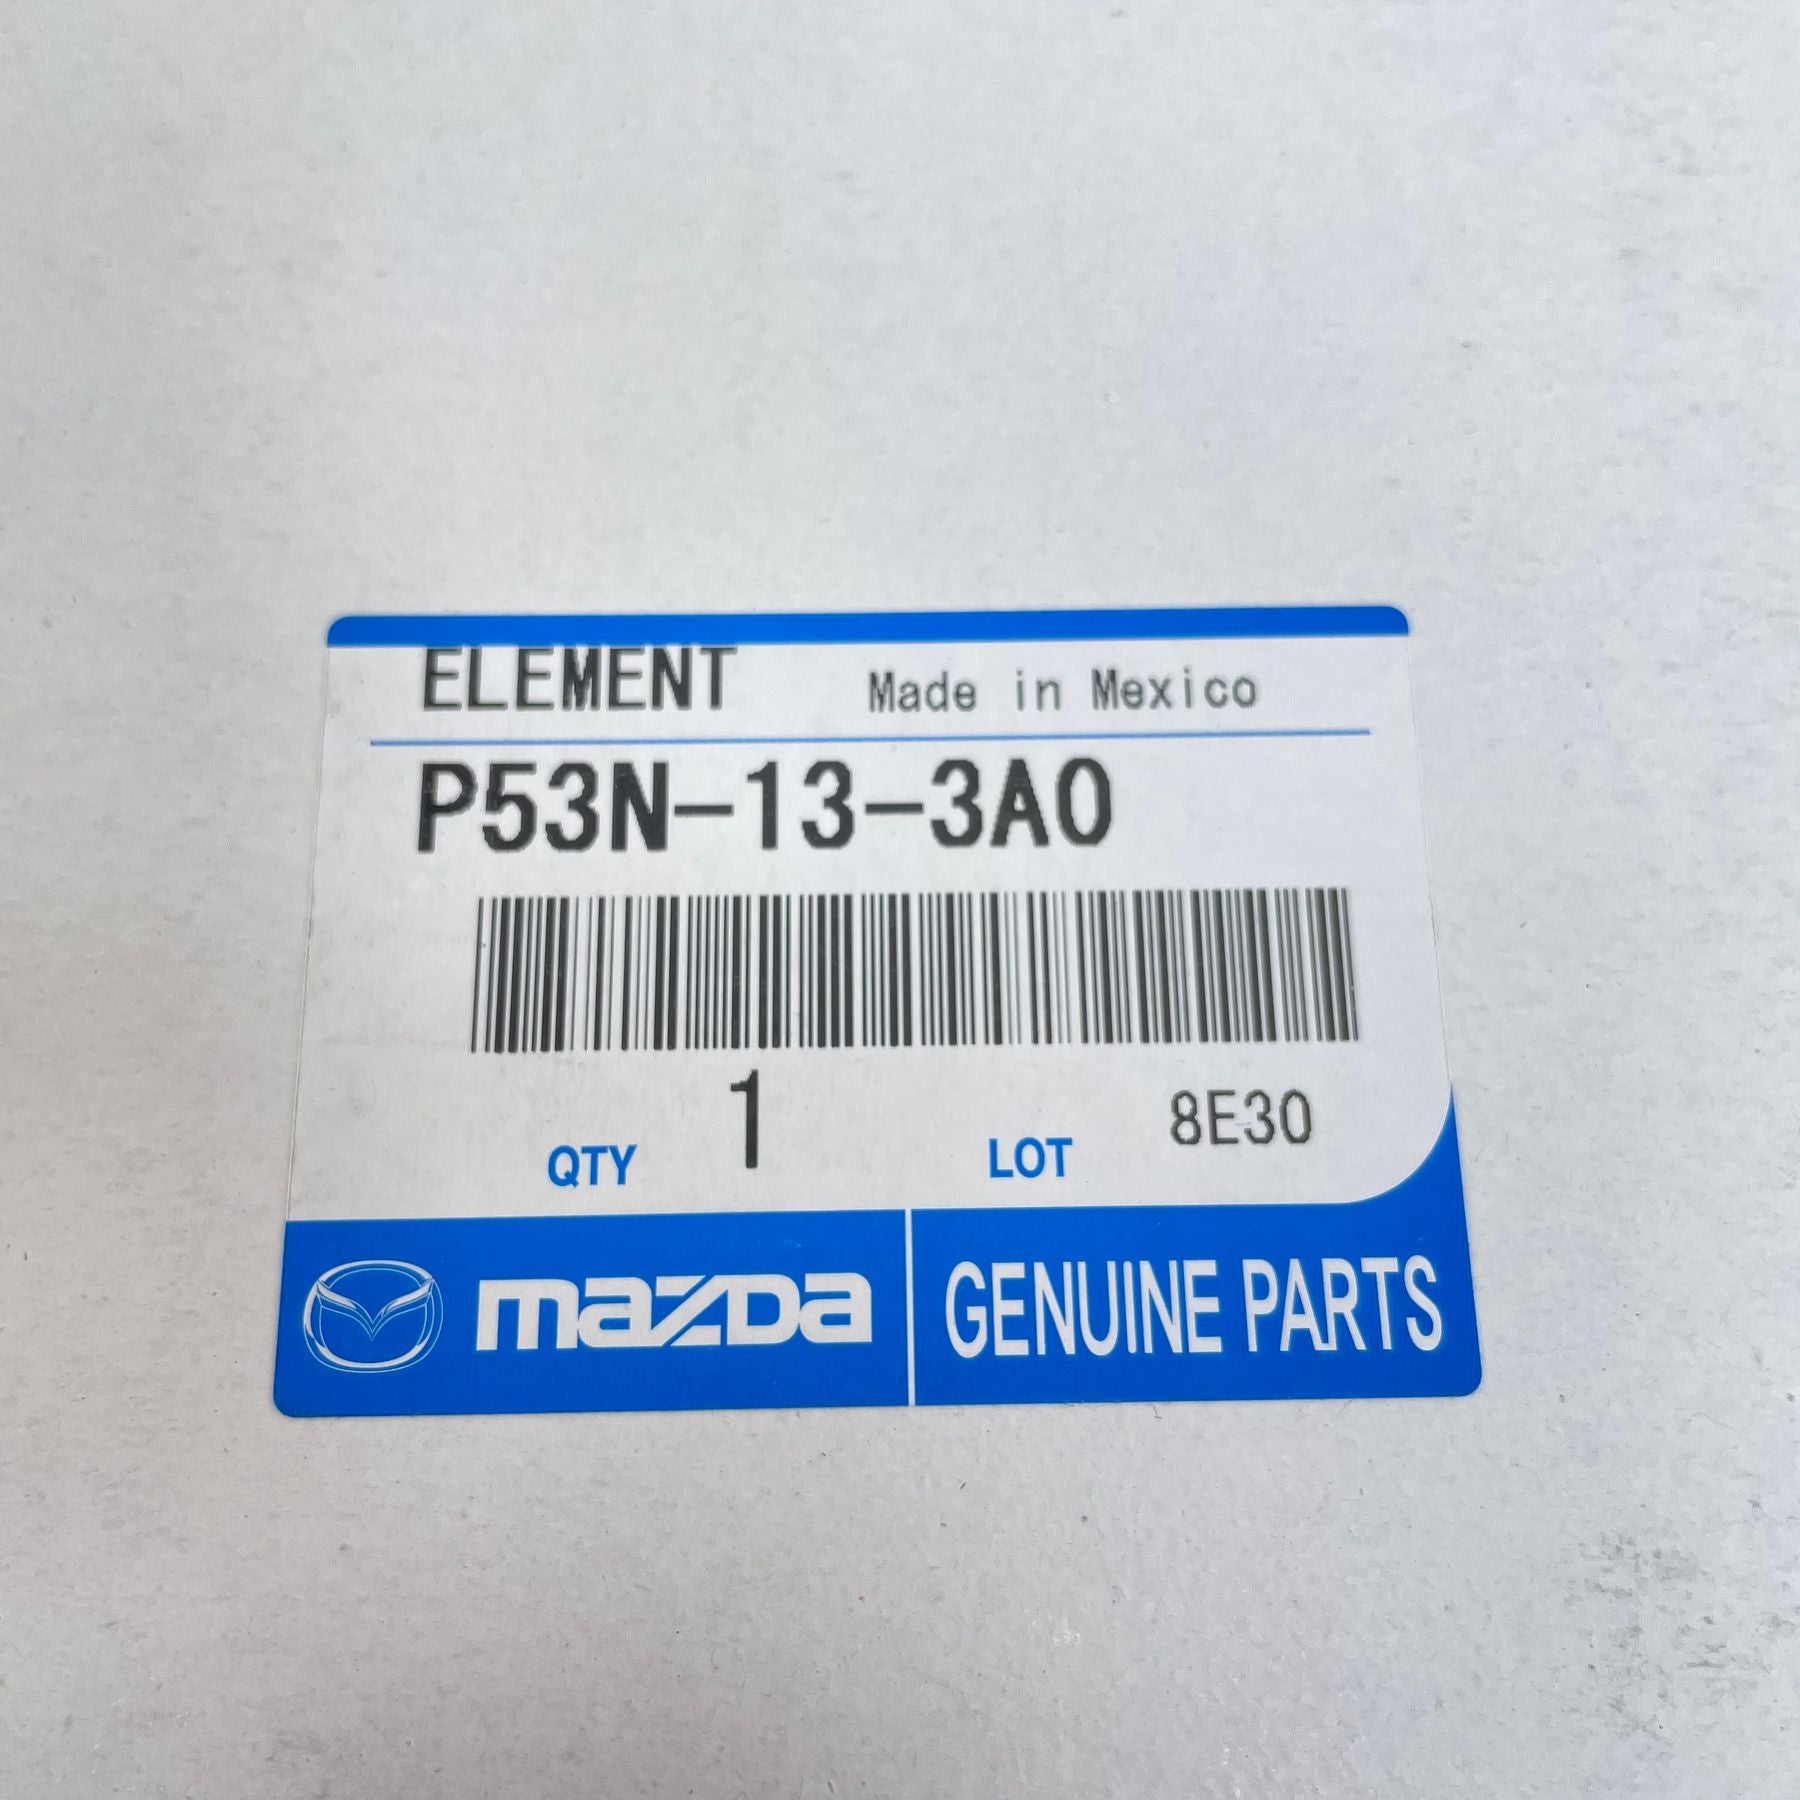 ELEMENT Made in Mexico
P53N-13-3A0
QTY 1 LOT 8E30
mazda GENUINE PARTS